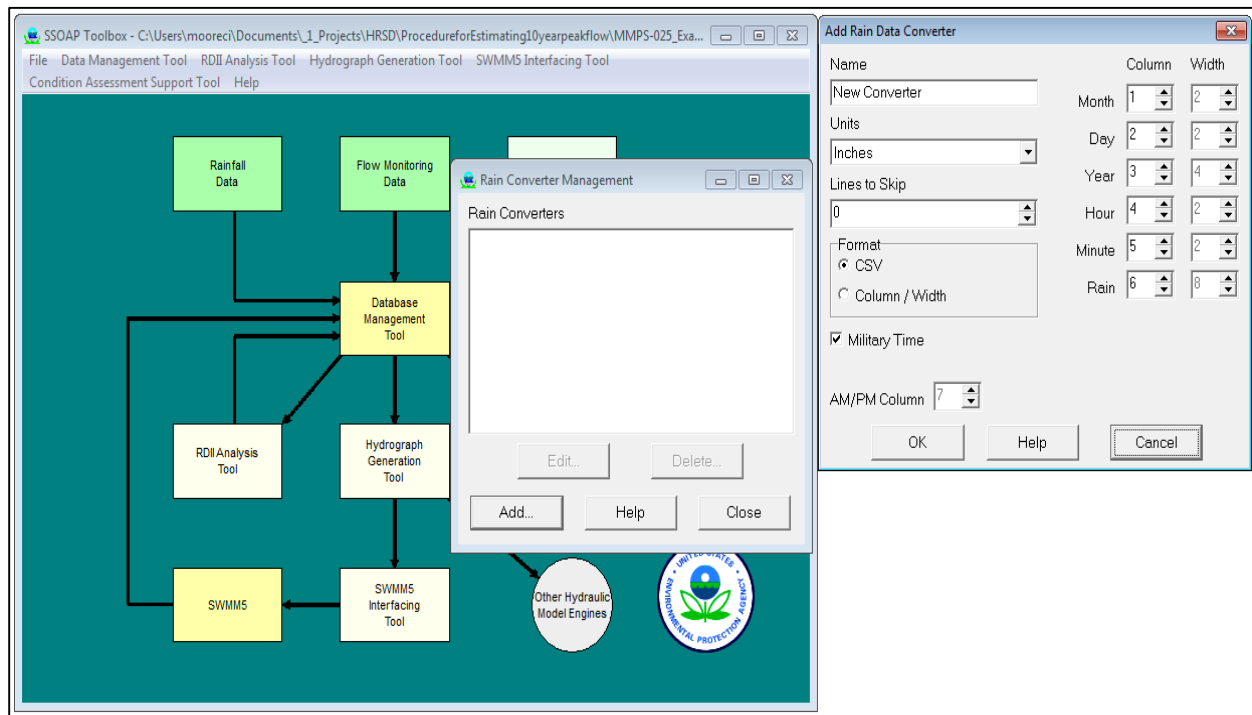 SSOAP Toolbox - C:\Users\mooreci\Documents\_1_Projects\HRSD\ProcedureforEstimating10yearpeakflow\MMPS-025_Exa...
File Data Management Tool RDII Analysis Tool Hydrograph Generation Tool SWMM5 Interfacing Tool
Condition Assessment Support Tool Help
Rainfall
Data
Flow Monitoring
Data
Database
Management
Tool
RDII Analysis
Tool
Hydrograph
Generation
Tool
SWMM5
SWMM5
Interfacing
Tool
Other Hydraulic
Model Engines
UNITED STATES
ENVIRONMENTAL PROTECTION AGENCY
Rain Converter Management
Rain Converters
Edit...
Delete...
Add...
Help
Close
Add Rain Data Converter
Name
New Converter
Units
Inches
Lines to Skip
0
Format
CSV
Column / Width
Military Time
AM/PM Column 7
Column Width
Month 1 2
Day 2 2
Year 3 4
Hour 4 2
Minute 5 2
Rain 6 8
OK
Help
Cancel